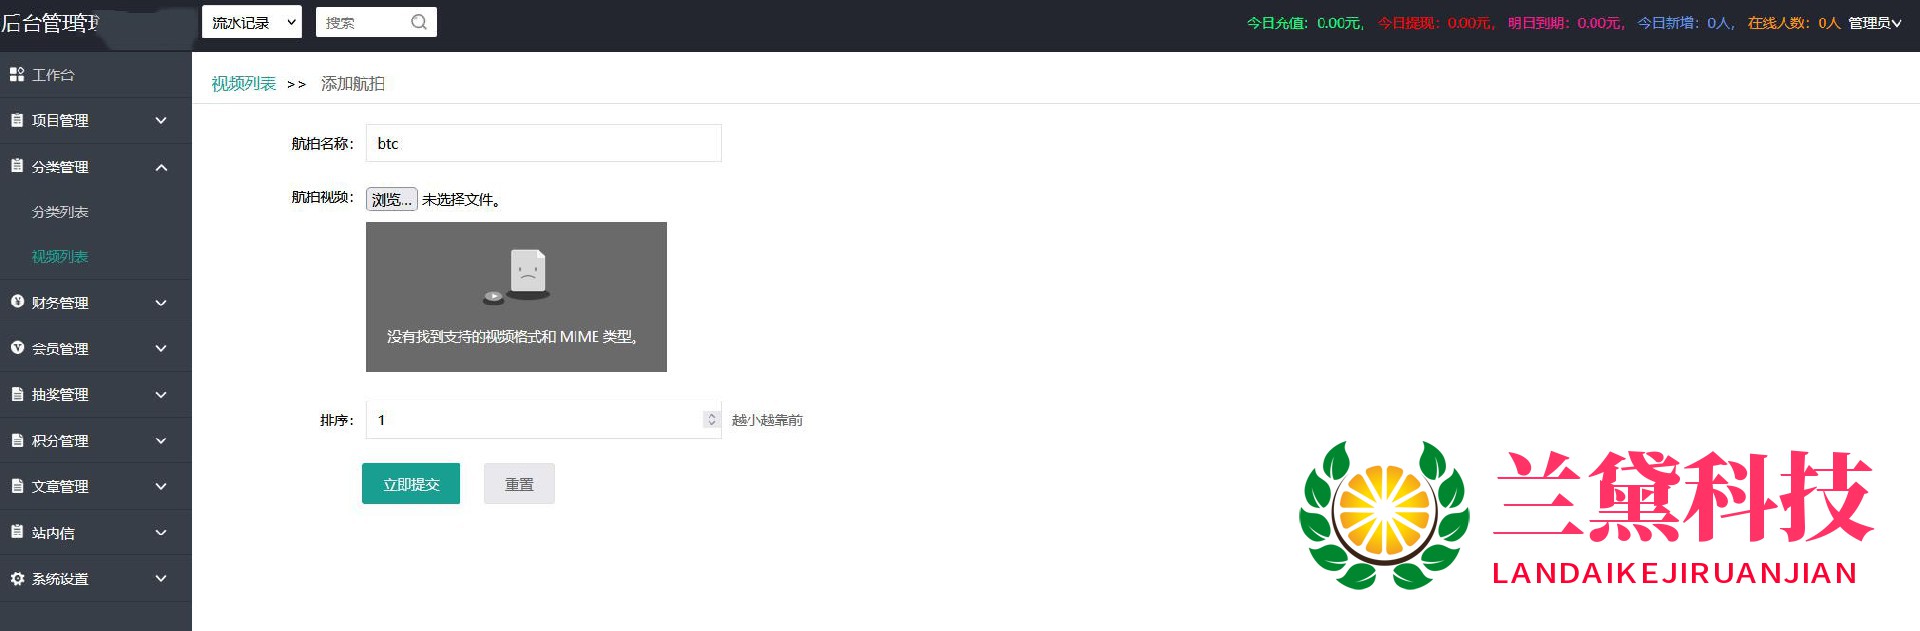 后台管理
流水记录
搜索
今日充值：0.00元， 今日提现：0.00元， 明日到期：0.00元， 今日新增：0人， 在线人数：0人 管理员
工作台
项目管理
分类管理
分类列表
视频列表
财务管理
会员管理
抽奖管理
积分管理
文章管理
站内信
系统设置
视频列表 >> 添加航拍
航拍名称： btc
航拍视频： 浏览... 未选择文件。
没有找到支持的视频格式和 MIME 类型。
排序： 1 越小越靠前
立即提交 重置
兰黛科技
LANDAIKEJIRUANJIAN